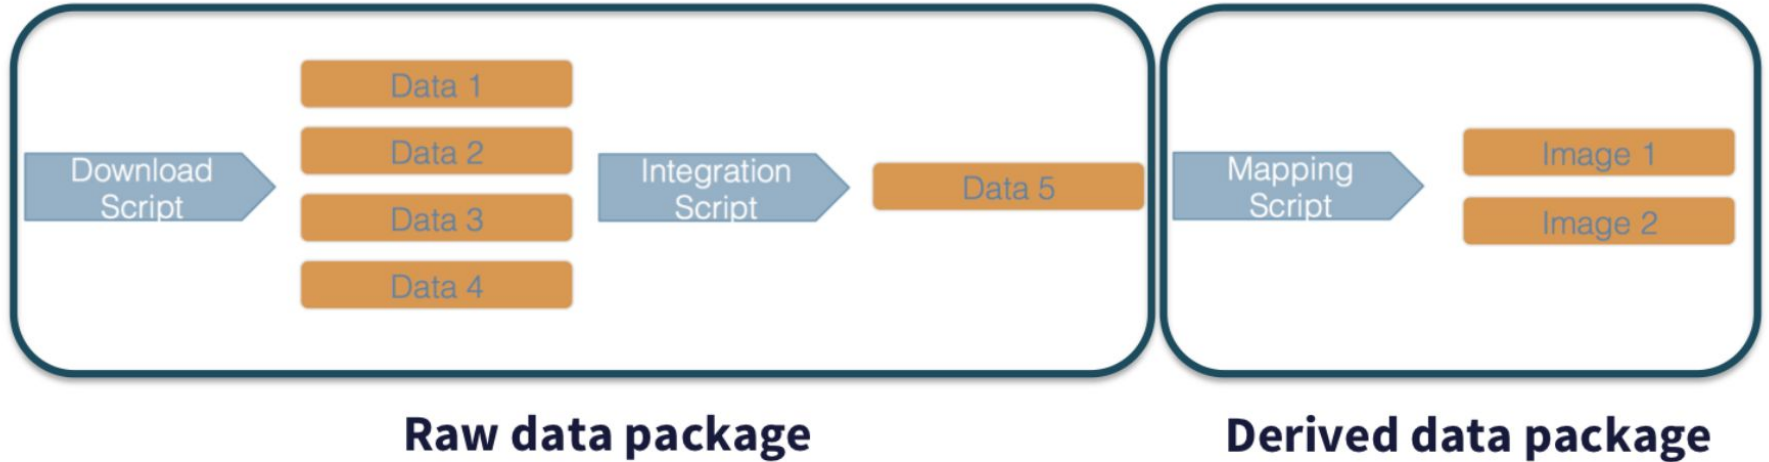 Download
Script
Data 1
Data 2
Data 3
Data 4
Integration
Script
Data 5
Mapping
Script
Image 1
Image 2
Raw data package
Derived data package